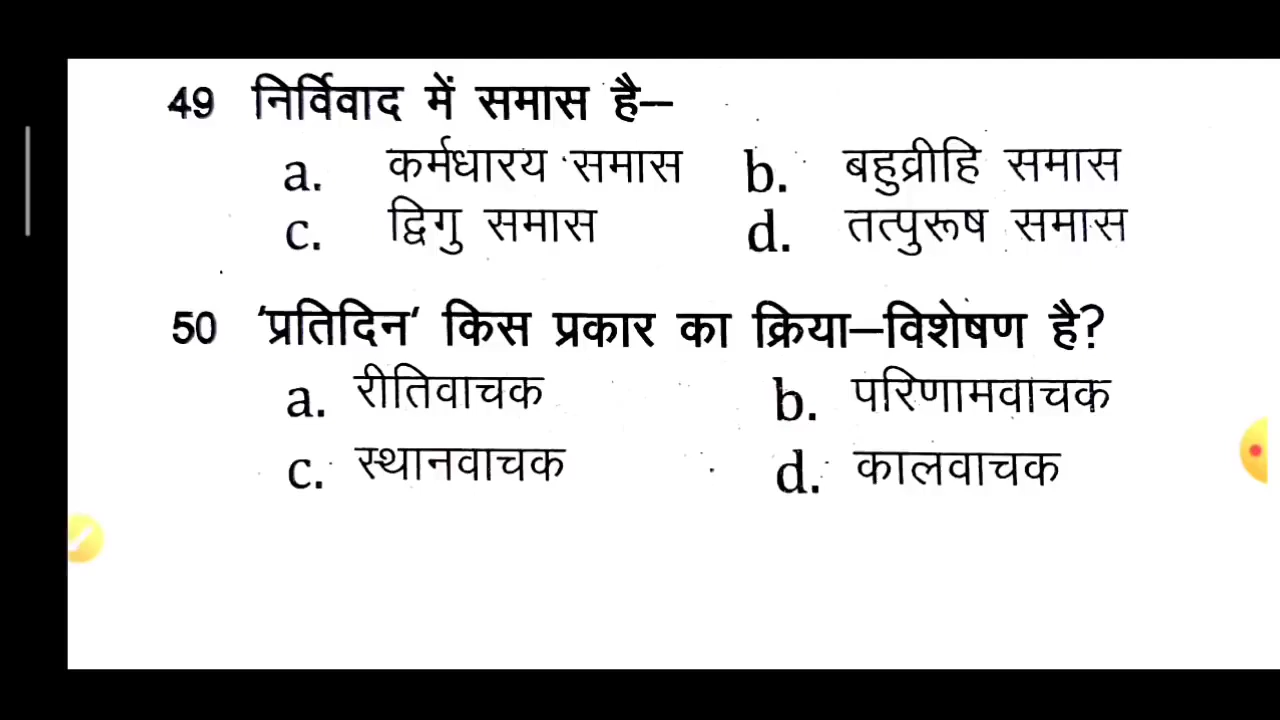 49 निर्विवाद में समास है–
a. कर्मधारय समास b. बहुव्रीहि समास
c. द्विगु समास d. तत्पुरूष समास
50 ‘प्रतिदिन‘ किस प्रकार का क्रिया–विशेषण है?
a. रीतिवाचक b. परिणामवाचक
c. स्थानवाचक d. कालवाचक